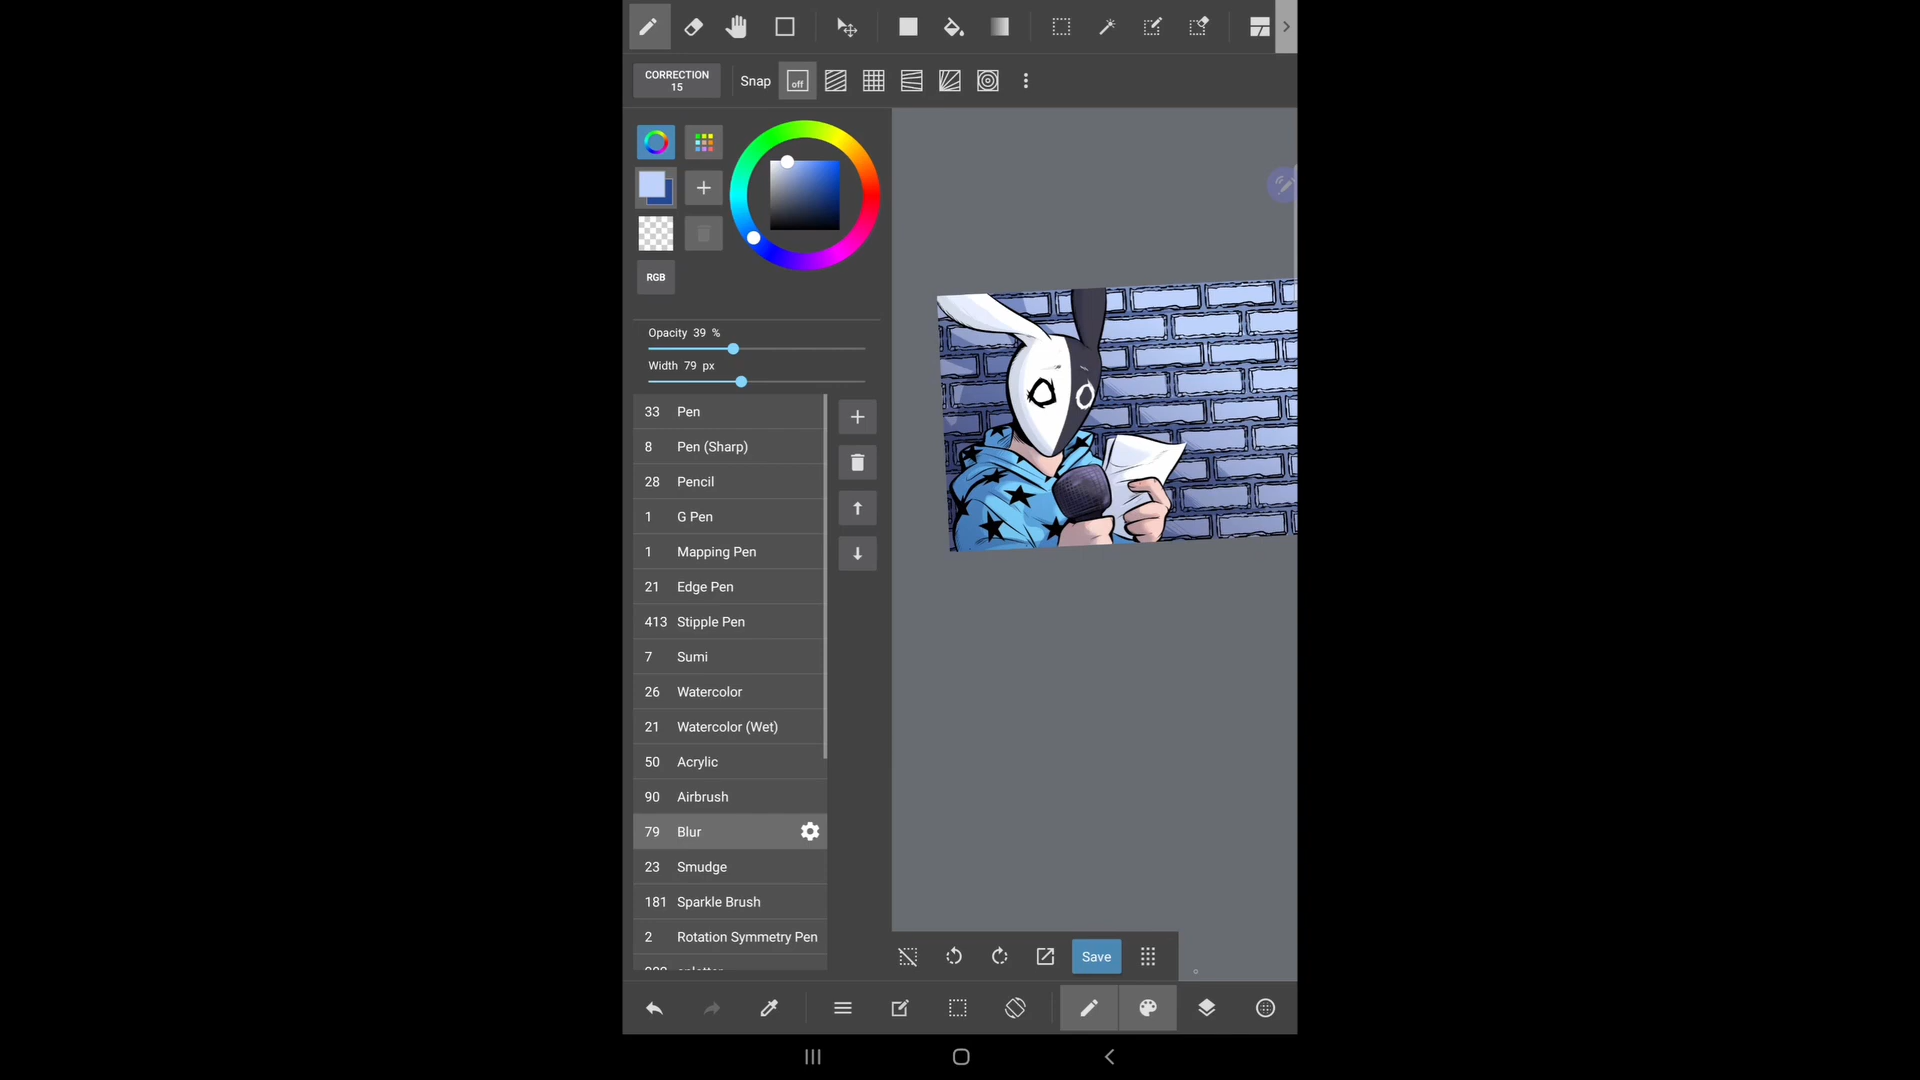 CORRECTION
15
Snap
off
RGB
Opacity 39 %
Width 79 px
33 Pen
8 Pen (Sharp)
28 Pencil
1 G Pen
1 Mapping Pen
21 Edge Pen
413 Stipple Pen
7 Sumi
26 Watercolor
21 Watercolor (Wet)
50 Acrylic
90 Airbrush
79 Blur
23 Smudge
181 Sparkle Brush
2 Rotation Symmetry Pen
Save